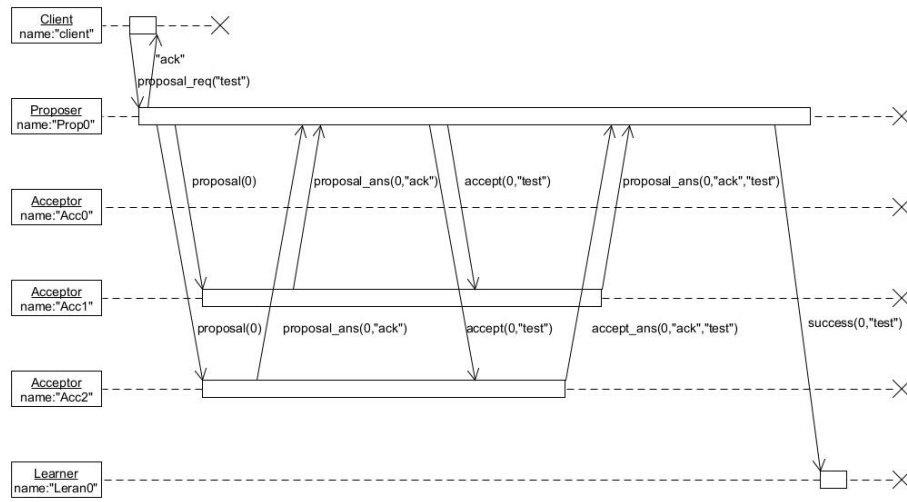 Client
name:"client"
"ack"
proposal_req("test")
Proposer
name:"Prop0"
proposal(0)
proposal_ans(0,"ack")
accept(0,"test")
proposal_ans(0,"ack","test")
Acceptor
name:"Acc0"
Acceptor
name:"Acc1"
proposal(0)
proposal_ans(0,"ack")
accept(0,"test")
accept_ans(0,"ack","test")
success(0,"test")
Acceptor
name:"Acc2"
Learner
name:"Leran0"